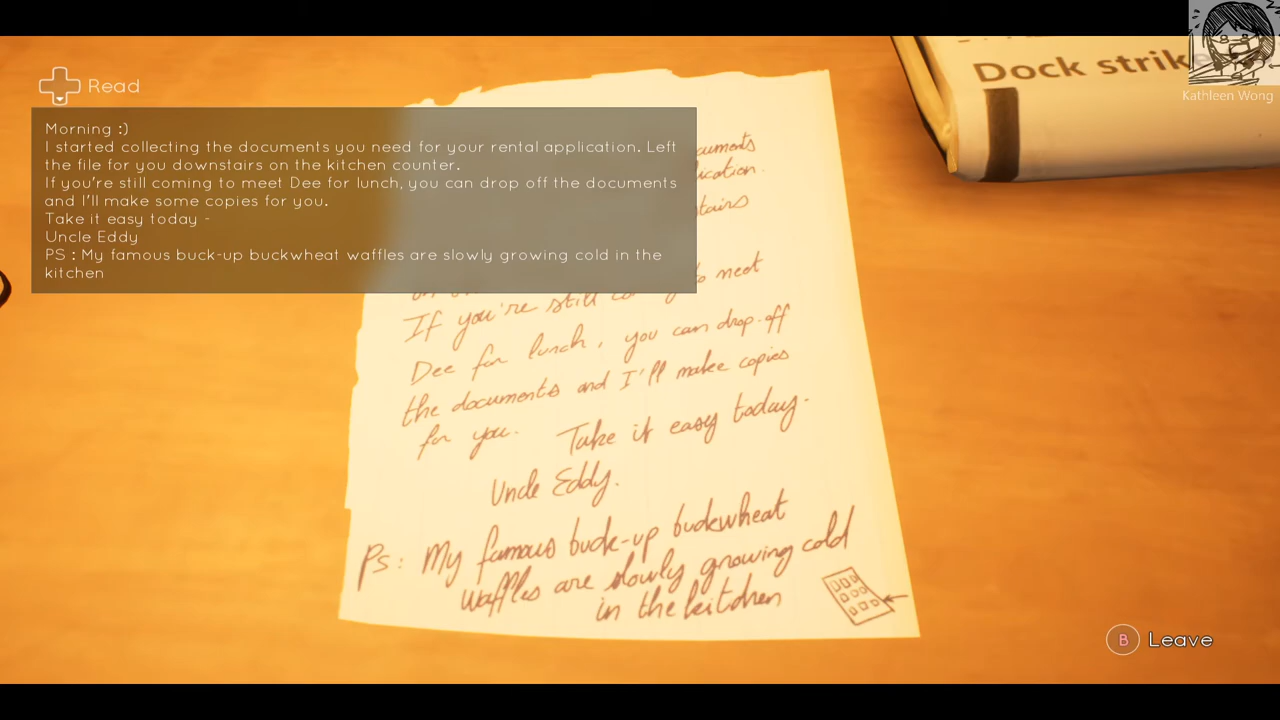 Read
Morning :)
I started collecting the documents you need for your rental application. Left
the file for you downstairs on the kitchen counter.
If you're still coming to meet Dee for lunch, you can drop off the documents
and I'll make some copies for you.
Take it easy today -
Uncle Eddy
PS : My famous buck-up buckwheat waffles are slowly growing cold in the
kitchen
Dock strik
Kathleen Wong
If you're still to meet
Dee for lunch, you can drop off
the documents and I'll make copies
for you. Take it easy today.
Uncle Eddy.
Ps: My famous buck-up buckwheat
waffles are slowly growing cold
in the kitchen
B Leave